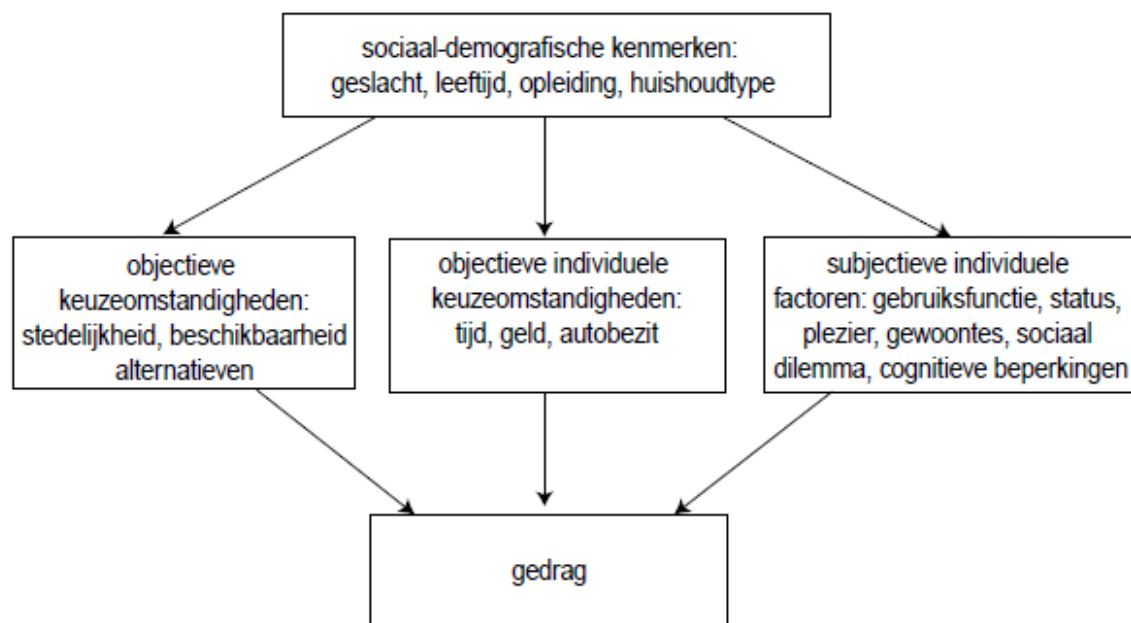 sociaal-demografische kenmerken:
geslacht, leeftijd, opleiding, huishoudtype
objectieve
keuzeomstandigheden:
stedelijkheid, beschikbaarheid
alternatieven
objectieve individuele
keuzeomstandigheden:
tijd, geld, autobezit
subjectieve individuele
factoren: gebruiksfunctie, status,
plezier, gewoontes, sociaal
dilemma, cognitieve beperkingen
gedrag